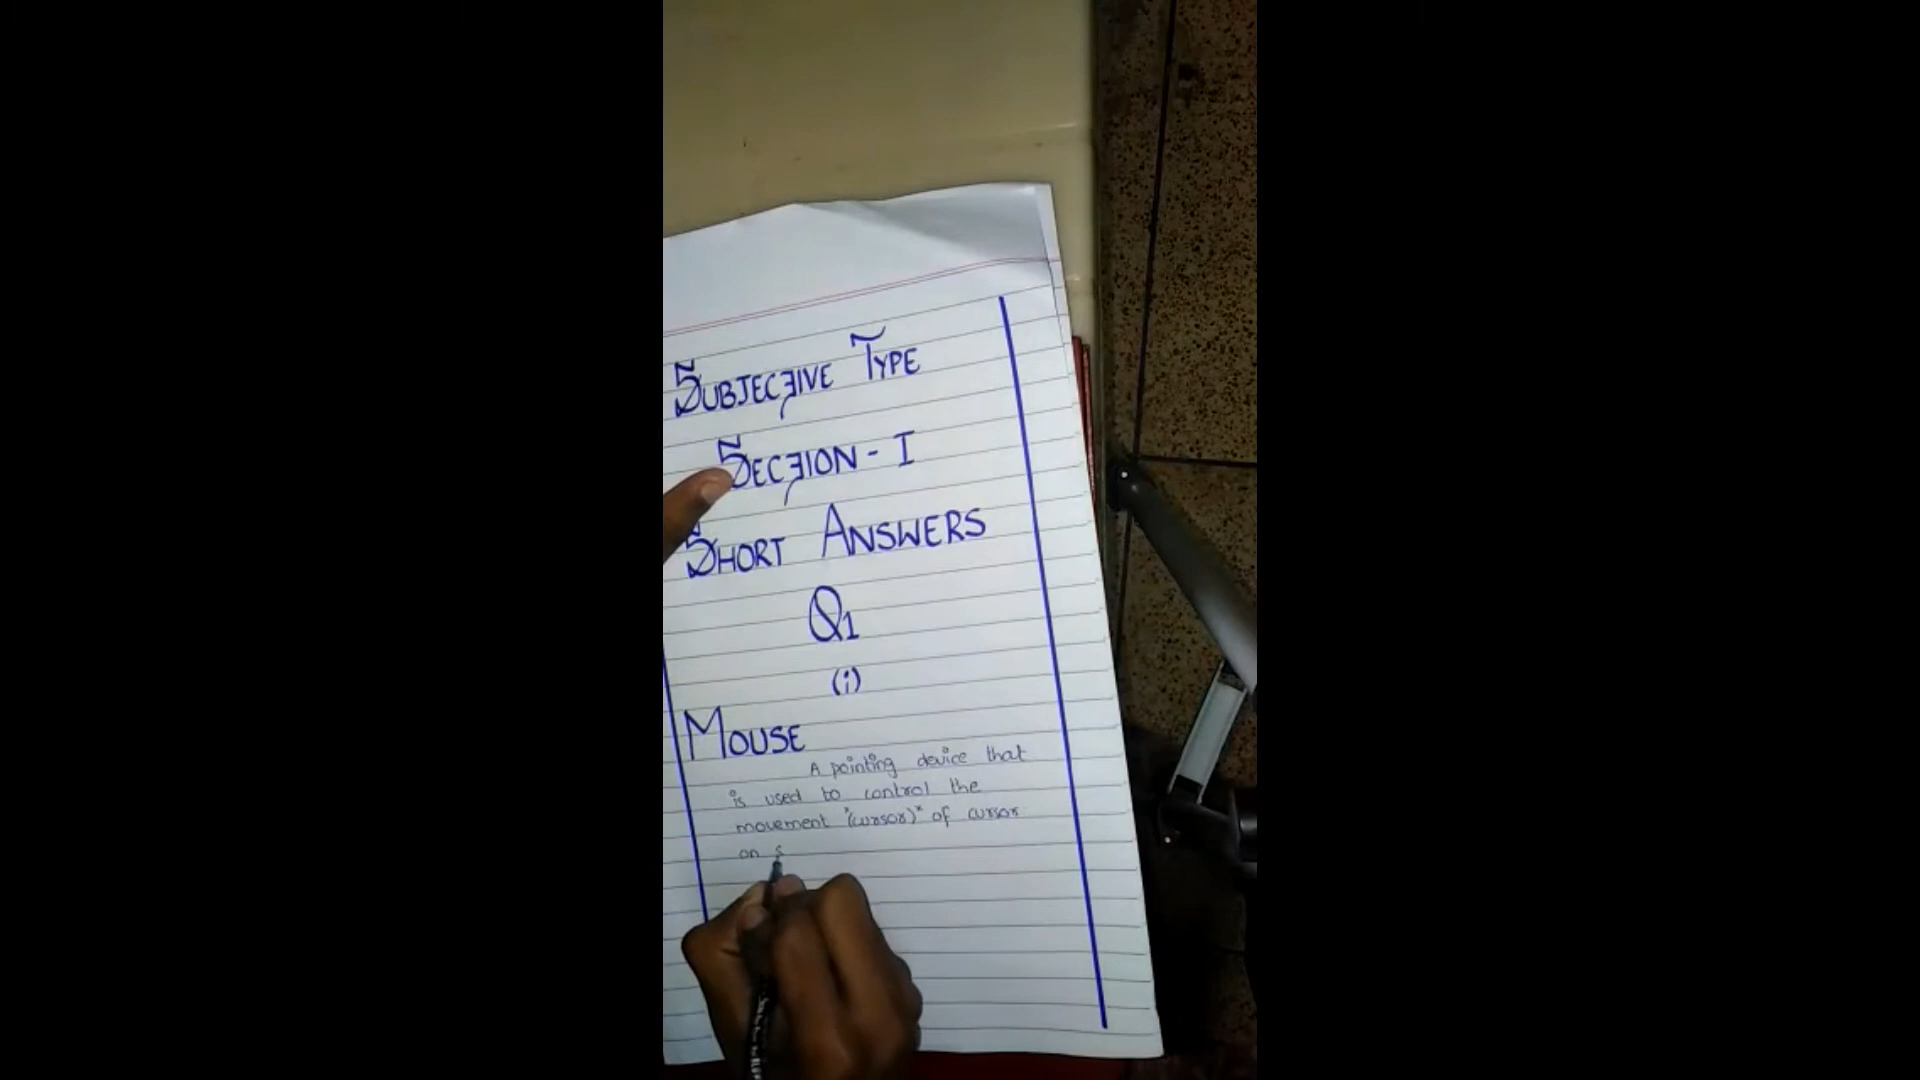 SUBJECTIVE TYPE
SECTION - I
SHORT ANSWERS
Q1
(i)
MOUSE
A pointing device that
is used to control the
movement "(cursor)" of cursor
on s